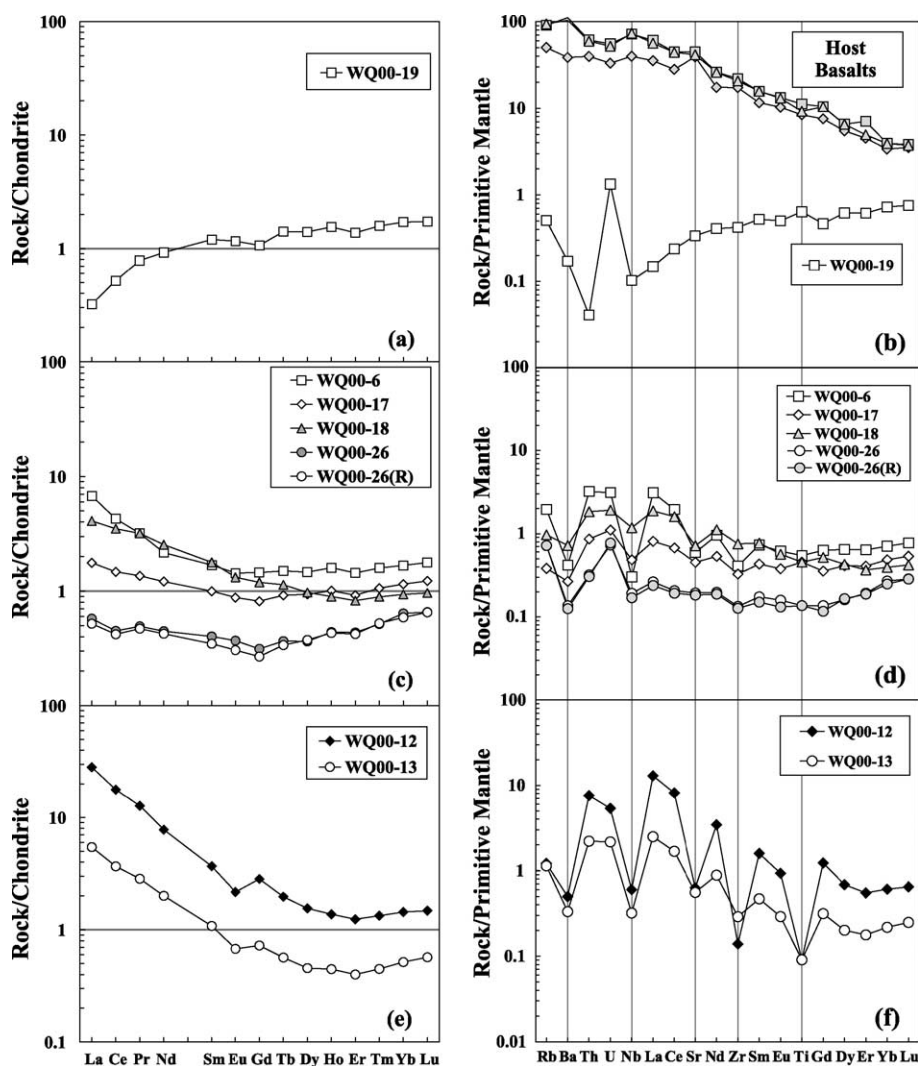 Rock/Chondrite
100
10
1
WQ00-19
(a)
Rock/Primitive Mantle
100
10
1
0.1
Host
Basalts
WQ00-19
(b)
Rock/Chondrite
100
10
1
WQ00-6
WQ00-17
WQ00-18
WQ00-26
WQ00-26(R)
(c)
Rock/Primitive Mantle
100
10
1
0.1
WQ00-6
WQ00-17
WQ00-18
WQ00-26
WQ00-26(R)
(d)
Rock/Chondrite
100
10
1
0.1
WQ00-12
WQ00-13
(e)
La Ce Pr Nd Sm Eu Gd Tb Dy Ho Er Tm Yb Lu
Rock/Primitive Mantle
100
10
1
0.1
0.01
WQ00-12
WQ00-13
(f)
Rb Ba Th U Nb La Ce Sr Nd Zr Sm Eu Ti Gd Dy Er Yb Lu